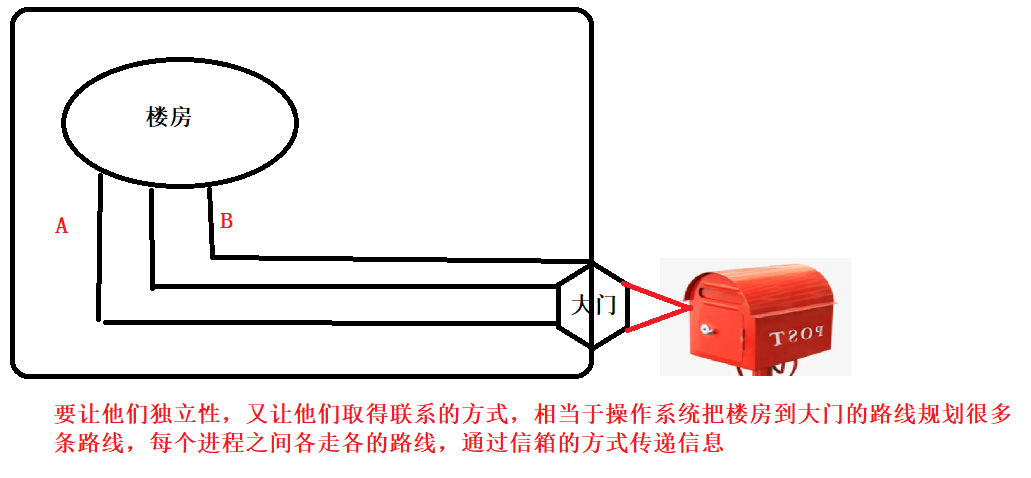 楼房
A
B
大门
POST
要让他们独立性，又让他们取得联系的方式，相当于操作系统把楼房到大门的路线规划很多
条路线，每个进程之间各走各的路线，通过信箱的方式传递信息